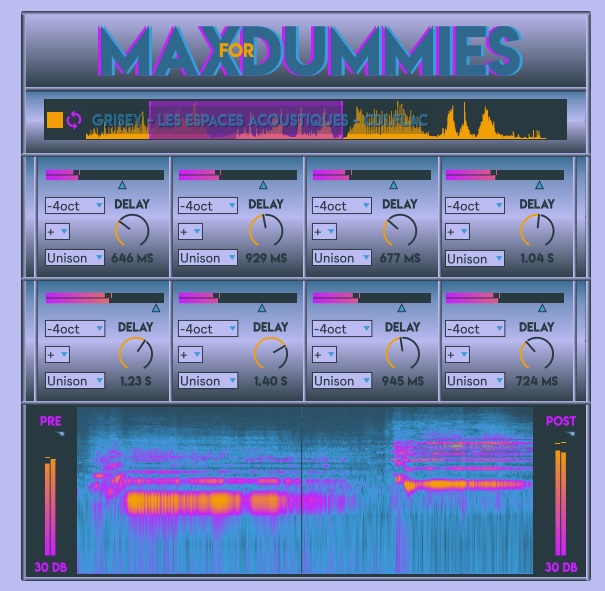 MAXDUMMIES
FOR
GRISEY - LES ESPACES ACOUSTIQUES
-4oct DELAY -4oct DELAY -4oct DELAY -4oct DELAY
+ + + +
Unison 646 MS Unison 929 MS Unison 677 MS Unison 1.04 S
-4oct DELAY -4oct DELAY -4oct DELAY -4oct DELAY
+ + + +
Unison 1.23 S Unison 1.40 S Unison 945 MS Unison 724 MS
PRE POST
30 DB 30 DB